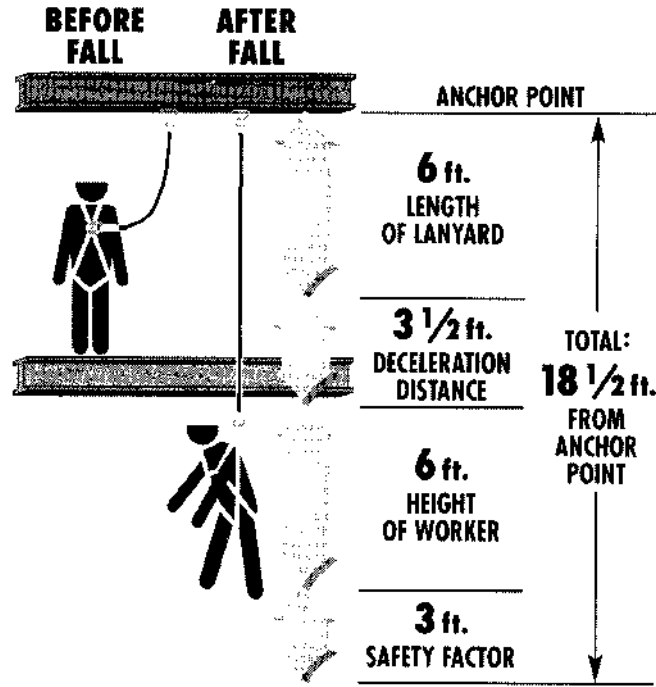 BEFORE
FALL
AFTER
FALL
ANCHOR POINT
6 ft.
LENGTH
OF LANYARD
3 1/2 ft.
DECELERATION
DISTANCE
TOTAL:
18 1/2 ft.
FROM
ANCHOR
POINT
6 ft.
HEIGHT
OF WORKER
3 ft.
SAFETY FACTOR